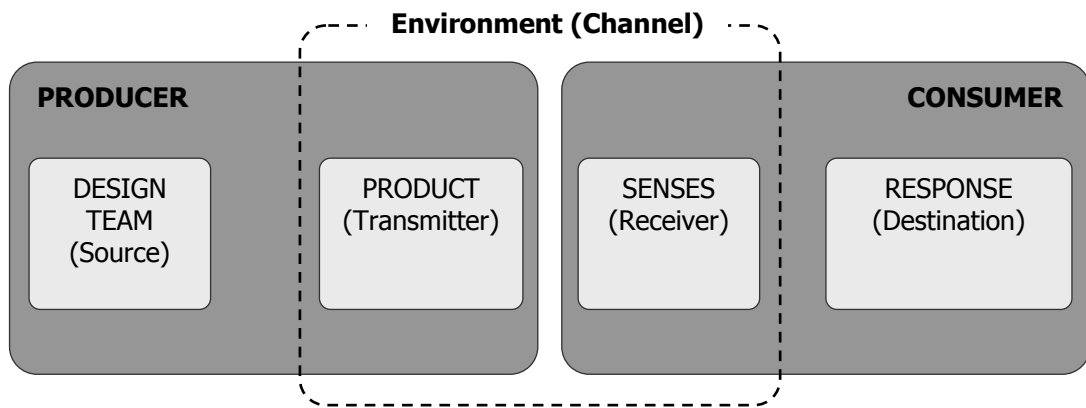 Environment (Channel)
PRODUCER
CONSUMER
DESIGN
TEAM
(Source)
PRODUCT
(Transmitter)
SENSES
(Receiver)
RESPONSE
(Destination)